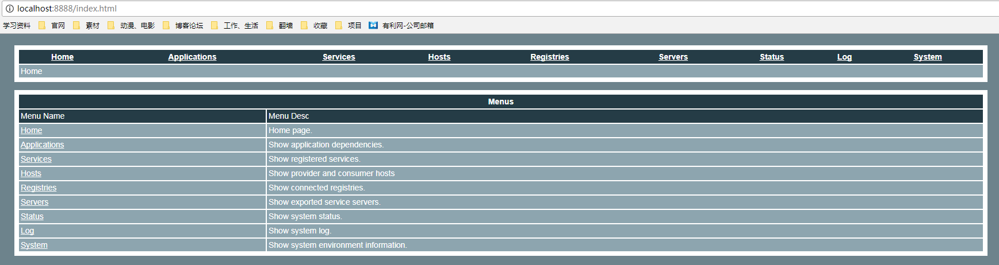 localhost:8888/index.html
学习资料 官网 素材 动漫、电影 博客论坛 工作、生活 翻墙 收藏 项目 有利网-公司邮箱
Home Applications Services Hosts Registries Servers Status Log System
Home
Menus
Menu Name Menu Desc
Home Home page.
Applications Show application dependencies.
Services Show registered services.
Hosts Show provider and consumer hosts
Registries Show connected registries.
Servers Show exported service servers.
Status Show system status.
Log Show system log.
System Show system environment information.